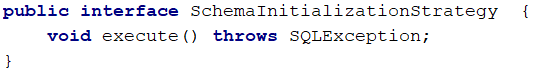 public interface SchemaInitializationStrategy  {
    void execute() throws SQLException;
}